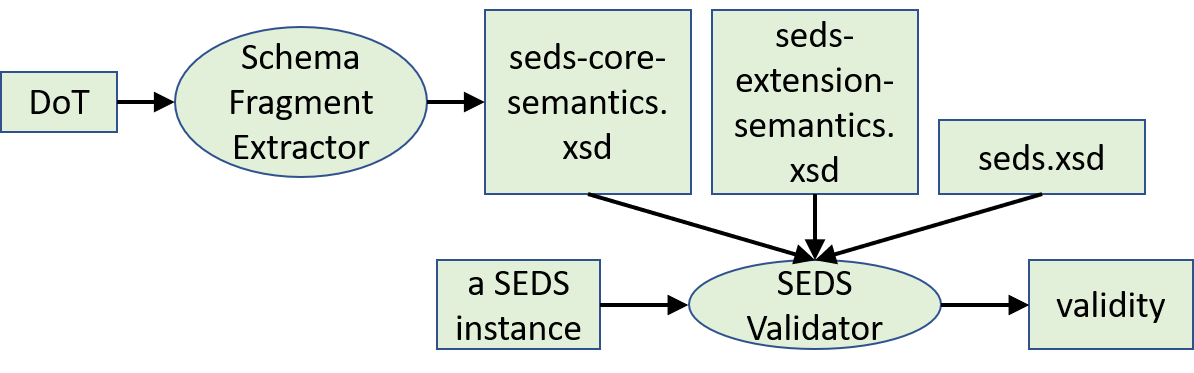 DoT
Schema
Fragment
Extractor
seds-core-
semantics.
xsd
seds-
extension-
semantics.
xsd
seds.xsd
a SEDS
instance
SEDS
Validator
validity